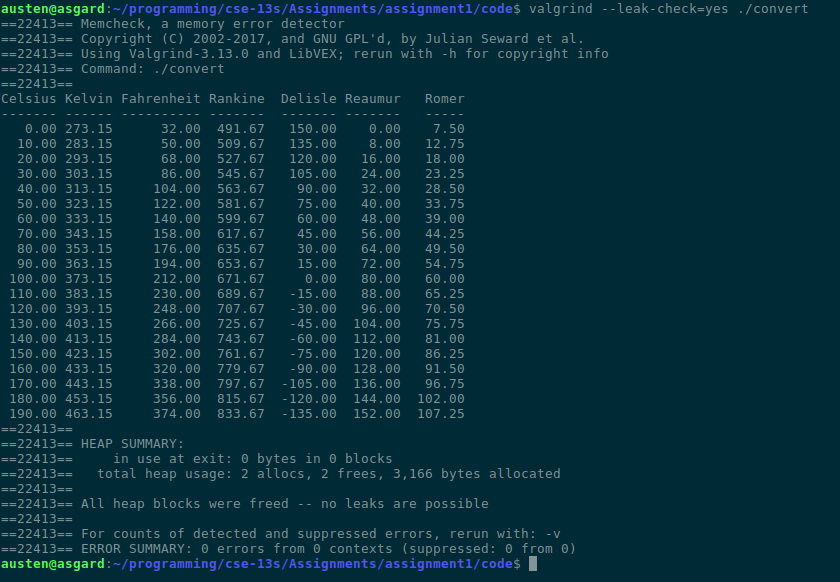 austen@asgard:~/programming/cse-13s/Assignments/assignment1/code$ valgrind --leak-check=yes ./convert
==22413== Memcheck, a memory error detector
==22413== Copyright (C) 2002-2017, and GNU GPL'd, by Julian Seward et al.
==22413== Using Valgrind-3.13.0 and LibVEX; rerun with -h for copyright info
==22413== Command: ./convert
==22413==
Celsius Kelvin Fahrenheit Rankine  Delisle Reaumur   Romer
------- ------ ---------- -------  ------- -------   -----
   0.00 273.15      32.00  491.67   150.00    0.00    7.50
  10.00 283.15      50.00  509.67   135.00    8.00   12.75
  20.00 293.15      68.00  527.67   120.00   16.00   18.00
  30.00 303.15      86.00  545.67   105.00   24.00   23.25
  40.00 313.15     104.00  563.67    90.00   32.00   28.50
  50.00 323.15     122.00  581.67    75.00   40.00   33.75
  60.00 333.15     140.00  599.67    60.00   48.00   39.00
  70.00 343.15     158.00  617.67    45.00   56.00   44.25
  80.00 353.15     176.00  635.67    30.00   64.00   49.50
  90.00 363.15     194.00  653.67    15.00   72.00   54.75
 100.00 373.15     212.00  671.67     0.00   80.00   60.00
 110.00 383.15     230.00  689.67   -15.00   88.00   65.25
 120.00 393.15     248.00  707.67   -30.00   96.00   70.50
 130.00 403.15     266.00  725.67   -45.00  104.00   75.75
 140.00 413.15     284.00  743.67   -60.00  112.00   81.00
 150.00 423.15     302.00  761.67   -75.00  120.00   86.25
 160.00 433.15     320.00  779.67   -90.00  128.00   91.50
 170.00 443.15     338.00  797.67  -105.00  136.00   96.75
 180.00 453.15     356.00  815.67  -120.00  144.00  102.00
 190.00 463.15     374.00  833.67  -135.00  152.00  107.25
==22413==
==22413== HEAP SUMMARY:
==22413==     in use at exit: 0 bytes in 0 blocks
==22413==   total heap usage: 2 allocs, 2 frees, 3,166 bytes allocated
==22413==
==22413== All heap blocks were freed -- no leaks are possible
==22413==
==22413== For counts of detected and suppressed errors, rerun with: -v
==22413== ERROR SUMMARY: 0 errors from 0 contexts (suppressed: 0 from 0)
austen@asgard:~/programming/cse-13s/Assignments/assignment1/code$